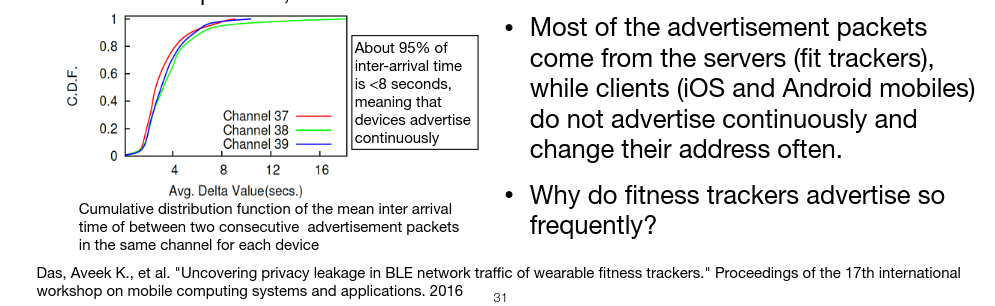 1
0.8
0.6
0.4
0.2
0
C.D.F.
Channel 37
Channel 38
Channel 39
4 8 12 16
Avg. Delta Value(secs.)
About 95% of
inter-arrival time
is <8 seconds,
meaning that
devices advertise
continuously
Cumulative distribution function of the mean inter arrival
time of between two consecutive advertisement packets
in the same channel for each device
• Most of the advertisement packets
come from the servers (fit trackers),
while clients (iOS and Android mobiles)
do not advertise continuously and
change their address often.
• Why do fitness trackers advertise so
frequently?
Das, Aveek K., et al. "Uncovering privacy leakage in BLE network traffic of wearable fitness trackers." Proceedings of the 17th international
workshop on mobile computing systems and applications. 2016
31